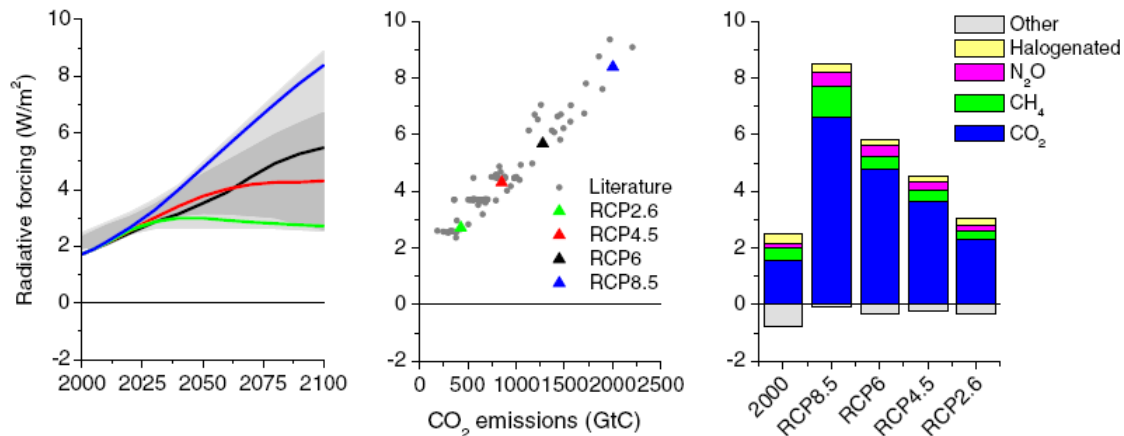 Radiative forcing (W/m²)
10
8
6
4
2
0
-2
2000 2025 2050 2075 2100
10
8
6
4
2
0
-2
0 500 1000 1500 2000 2500
CO₂ emissions (GtC)
Literature
RCP2.6
RCP4.5
RCP6
RCP8.5
10
8
6
4
2
0
-2
2000
RCP8.5
RCP6
RCP4.5
RCP2.6
Other
Halogenated
N₂O
CH₄
CO₂